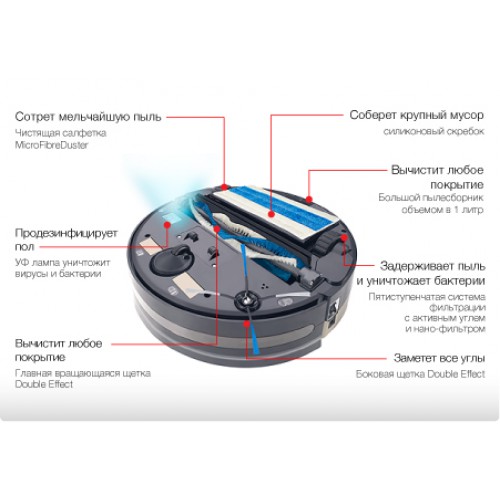 Сотрет мельчайшую пыль
Чистящая салфетка
MicroFibreDuster
Соберет крупный мусор
силиконовый скребок
Вычистит любое
покрытие
Большой пылесборник
объемом в 1 литр
Продезинфицирует
пол
УФ лампа уничтожит
вирусы и бактерии
Задерживает пыль
и уничтожает бактерии
Пятиступенчатая система
фильтрации
с активным углем
и нано-фильтром
Вычистит любое
покрытие
Главная вращающаяся щетка
Double Effect
Заметет все углы
Боковая щетка Double Effect